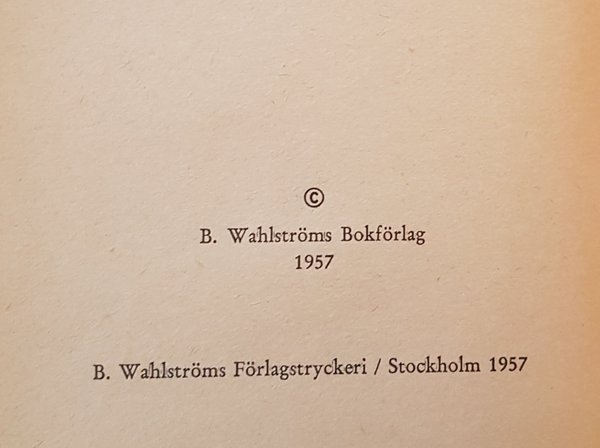 ©
B. Wahlströms Bokförlag
1957
B. Wahlströms Förlagstryckeri / Stockholm 1957